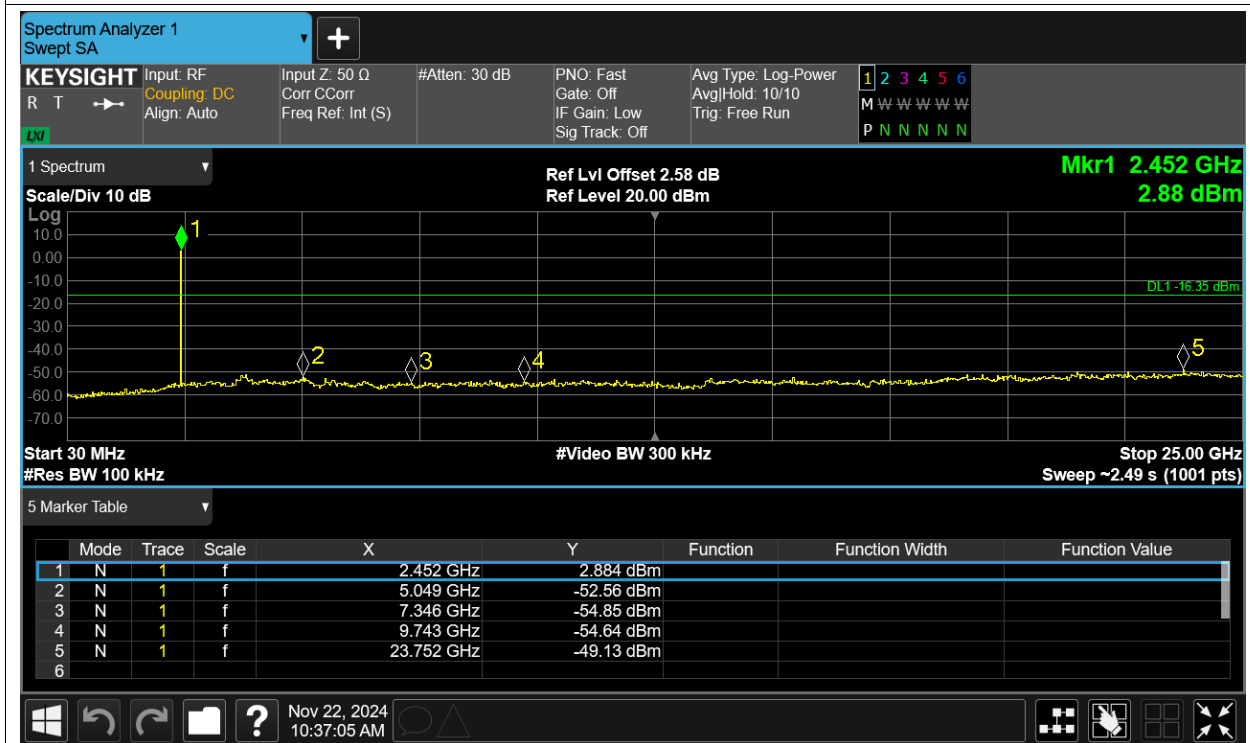 Spectrum Analyzer 1
Swept SA
KEYSIGHT
R T
LXI
Input: RF
Coupling: DC
Align: Auto
Input Z: 50 Ω
Corr CCorr
Freq Ref: Int (S)
#Atten: 30 dB
PNO: Fast
Gate: Off
IF Gain: Low
Sig Track: Off
Avg Type: Log-Power
Avg|Hold: 10/10
Trig: Free Run
1 2 3 4 5 6
M W W W W W
P N N N N N
1 Spectrum
Scale/Div 10 dB
Ref Lvl Offset 2.58 dB
Ref Level 20.00 dBm
Mkr1 2.452 GHz
2.88 dBm
Log
10.0
0.00
-10.0
-20.0
-30.0
-40.0
-50.0
-60.0
-70.0
1
2
3
4
5
DL1 -16.35 dBm
Start 30 MHz
#Res BW 100 kHz
#Video BW 300 kHz
Stop 25.00 GHz
Sweep ~2.49 s (1001 pts)
5 Marker Table
Mode Trace Scale X Y Function Function Width Function Value
1 N 1 f 2.452 GHz 2.884 dBm
2 N 1 f 5.049 GHz -52.56 dBm
3 N 1 f 7.346 GHz -54.85 dBm
4 N 1 f 9.743 GHz -54.64 dBm
5 N 1 f 23.752 GHz -49.13 dBm
6
?
Nov 22, 2024
10:37:05 AM